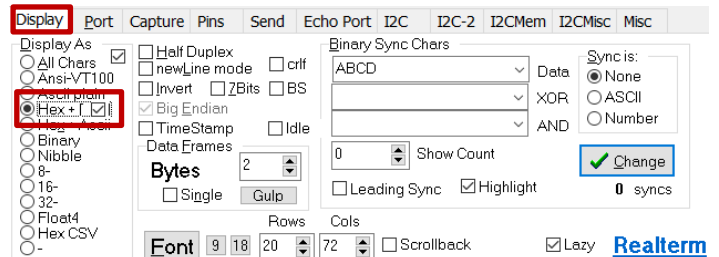 Display Port Capture Pins Send Echo Port I2C I2C-2 I2CMem I2CMisc Misc
Display As
All Chars
Ansi-VT100
Ascii plain
Hex + [
Hex + Ascii
Binary
Nibble
8-
16-
32-
Float4
Hex CSV
-
Half Duplex
newLine mode crlf
Invert 7Bits BS
Big Endian
TimeStamp Idle
Data Frames
Bytes 2
Single Gulp
Rows Cols
Font 9 18 20 72 Scrollback Lazy Realterm
Binary Sync Chars
ABCD Data
XOR
AND
0 Show Count
Leading Sync Highlight
Sync is:
None
ASCII
Number
Change
0 syncs